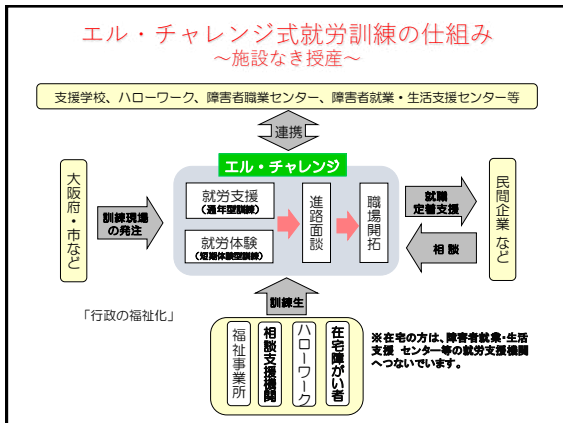 エル・チャレンジ式就労訓練の仕組み
～施設なき授産～
支援学校、ハローワーク、障害者職業センター、障害者就業・生活支援センター等
連携
エル・チャレンジ
大阪府・市など
訓練現場
の発注
就労支援
（通年型訓練）
就労体験
（短期体験型訓練）
進路面談
職場開拓
就職
定着支援
相談
民間企業 など
訓練生
「行政の福祉化」
福祉事業所
相談支援機関
ハローワーク
在宅障がい者
※在宅の方は、障害者就業・生活
支援 センター等の就労支援機関
へつないでいます。